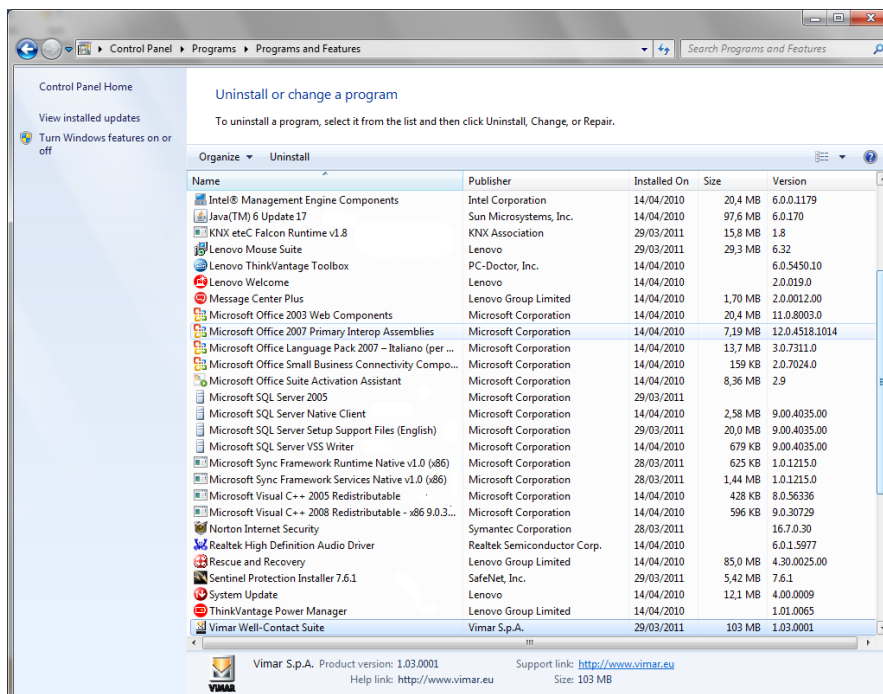 Control Panel ▸ Programs ▸ Programs and Features
Search Programs and Features
Control Panel Home
View installed updates
Turn Windows features on or
off
Uninstall or change a program
To uninstall a program, select it from the list and then click Uninstall, Change, or Repair.
Organize Uninstall
Name Publisher Installed On Size Version
Intel® Management Engine Components Intel Corporation 14/04/2010 20,4 MB 6.0.0.1179
Java(TM) 6 Update 17 Sun Microsystems, Inc. 14/04/2010 97,6 MB 6.0.170
KNX eteC Falcon Runtime v1.8 KNX Association 29/03/2011 15,8 MB 1.8
Lenovo Mouse Suite Lenovo 29/03/2011 29,3 MB 6.32
Lenovo ThinkVantage Toolbox PC-Doctor, Inc. 14/04/2010 6.0.5450.10
Lenovo Welcome Lenovo 14/04/2010 2.0.019.0
Message Center Plus Lenovo Group Limited 14/04/2010 1,70 MB 2.0.0012.00
Microsoft Office 2003 Web Components Microsoft Corporation 14/04/2010 20,4 MB 11.0.8003.0
Microsoft Office 2007 Primary Interop Assemblies Microsoft Corporation 14/04/2010 7,19 MB 12.0.4518.1014
Microsoft Office Language Pack 2007 – Italiano (per ... Microsoft Corporation 14/04/2010 13,7 MB 3.0.7311.0
Microsoft Office Small Business Connectivity Compo... Microsoft Corporation 14/04/2010 159 KB 2.0.7024.0
Microsoft Office Suite Activation Assistant Microsoft Corporation 14/04/2010 8,36 MB 2.9
Microsoft SQL Server 2005 Microsoft Corporation 29/03/2011
Microsoft SQL Server Native Client Microsoft Corporation 14/04/2010 2,58 MB 9.00.4035.00
Microsoft SQL Server Setup Support Files (English) Microsoft Corporation 29/03/2011 20,0 MB 9.00.4035.00
Microsoft SQL Server VSS Writer Microsoft Corporation 14/04/2010 679 KB 9.00.4035.00
Microsoft Sync Framework Runtime Native v1.0 (x86) Microsoft Corporation 28/03/2011 625 KB 1.0.1215.0
Microsoft Sync Framework Services Native v1.0 (x86) Microsoft Corporation 28/03/2011 1,44 MB 1.0.1215.0
Microsoft Visual C++ 2005 Redistributable Microsoft Corporation 14/04/2010 428 KB 8.0.56336
Microsoft Visual C++ 2008 Redistributable - x86 9.0.3... Microsoft Corporation 14/04/2010 596 KB 9.0.30729
Norton Internet Security Symantec Corporation 28/03/2011 16.7.0.30
Realtek High Definition Audio Driver Realtek Semiconductor Corp. 14/04/2010 6.0.1.5977
Rescue and Recovery Lenovo Group Limited 14/04/2010 85,0 MB 4.30.0025.00
Sentinel Protection Installer 7.6.1 SafeNet, Inc. 29/03/2011 5,42 MB 7.6.1
System Update Lenovo 14/04/2010 12,1 MB 4.00.0009
ThinkVantage Power Manager Lenovo Group Limited 14/04/2010 1.01.0065
Vimar Well-Contact Suite Vimar S.p.A. 29/03/2011 103 MB 1.03.0001
Vimar S.p.A. Product version: 1.03.0001 Support link: http://www.vimar.eu
Help link: http://www.vimar.eu Size: 103 MB
VIMAR